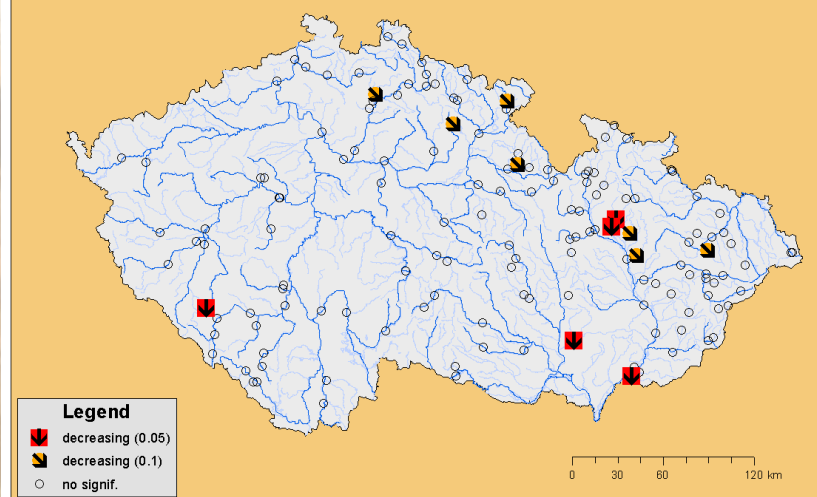 Legend
decreasing (0.05)
decreasing (0.1)
no signif.
0 30 60 120 km